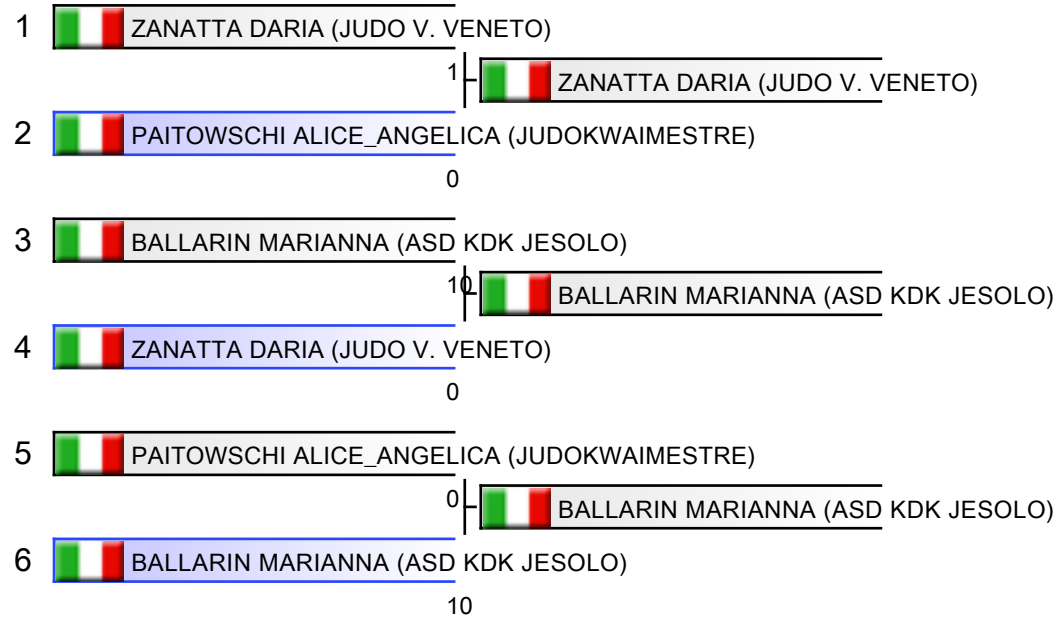 1 ZANATTA DARIA (JUDO V. VENETO)
1 ZANATTA DARIA (JUDO V. VENETO)
2 PAITOWSCHI ALICE_ANGELICA (JUDOKWAIMESTRE)
0
3 BALLARIN MARIANNA (ASD KDK JESOLO)
10 BALLARIN MARIANNA (ASD KDK JESOLO)
4 ZANATTA DARIA (JUDO V. VENETO)
0
5 PAITOWSCHI ALICE_ANGELICA (JUDOKWAIMESTRE)
0 BALLARIN MARIANNA (ASD KDK JESOLO)
6 BALLARIN MARIANNA (ASD KDK JESOLO)
10